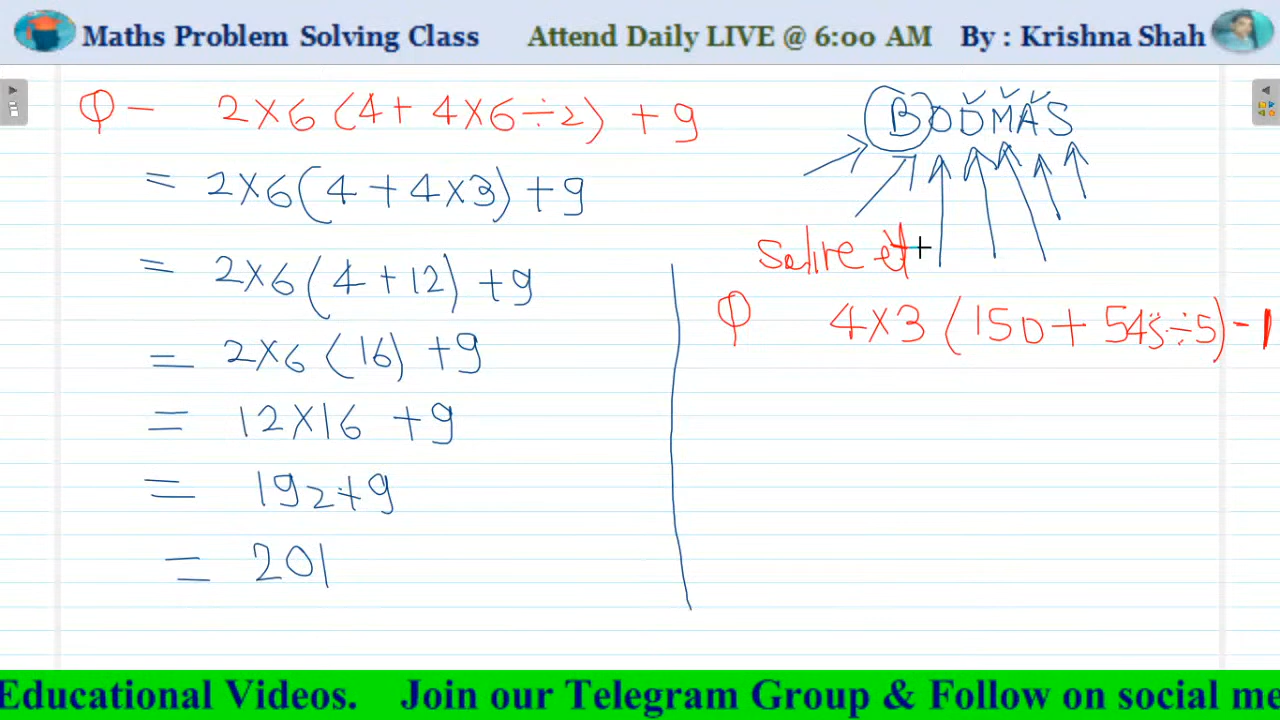 Maths Problem Solving Class Attend Daily LIVE @ 6:00 AM By : Krishna Shah
Q - 2×6 (4+ 4×6÷2) + 9
= 2×6(4 + 4×3) + 9
= 2×6 (4 + 12) + 9
= 2×6 (16) + 9
= 12×16 + 9
= 192+9
= 201
BODMAS
Q 4×3 (150 + 545÷5) - 1
Educational Videos. Join our Telegram Group & Follow on social me